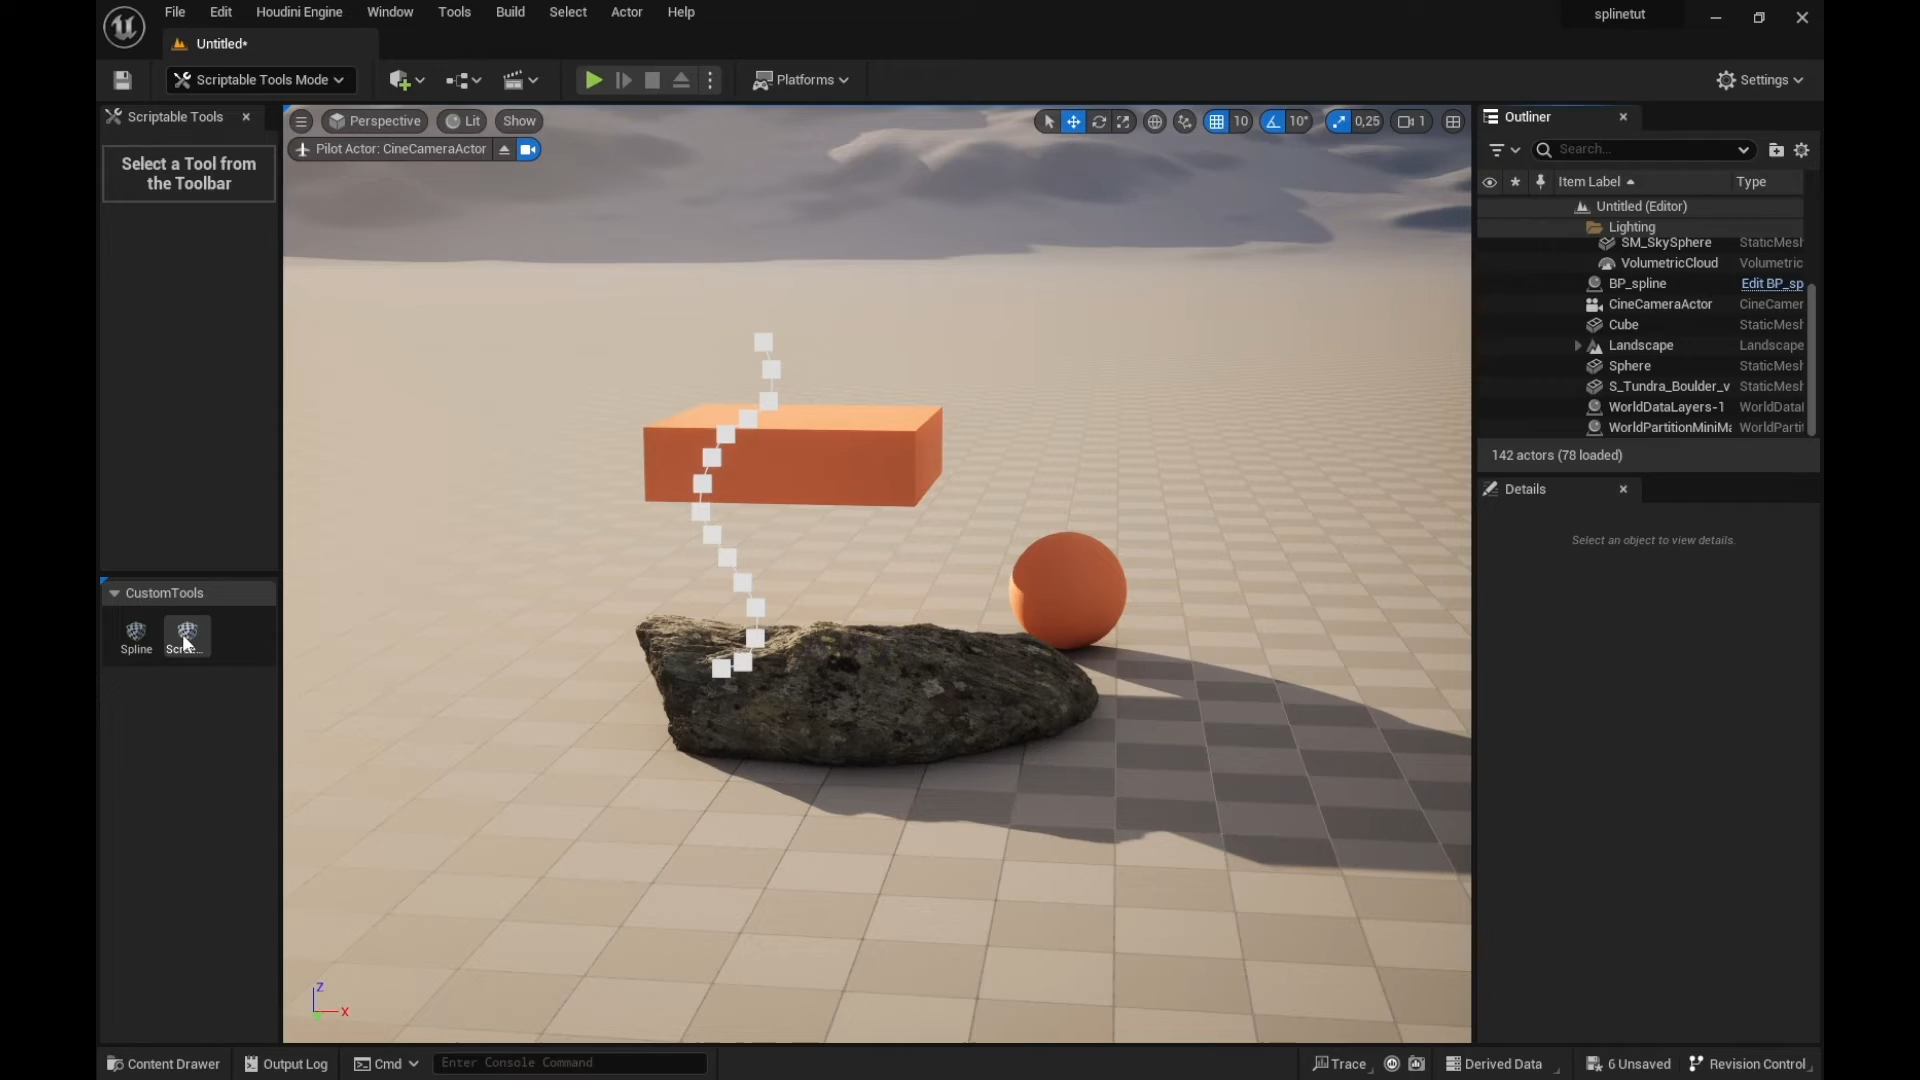 File Edit Houdini Engine Window Tools Build Select Actor Help
splinetut
Untitled*
Scriptable Tools Mode
Platforms
Settings
Scriptable Tools
Select a Tool from
the Toolbar
CustomTools
Spline Scree...
Perspective Lit Show
10 10° 0,25 1
Pilot Actor: CineCameraActor
Z
X
Outliner
Search...
Item Label Type
Untitled (Editor)
Lighting
SM_SkySphere StaticMesh
VolumetricCloud Volumetric
BP_spline Edit BP_sp
CineCameraActor CineCamer
Cube StaticMesh
Landscape Landscape
Sphere StaticMesh
S_Tundra_Boulder_v StaticMesh
WorldDataLayers-1 WorldDataL
WorldPartitionMiniMa WorldParti
142 actors (78 loaded)
Details
Select an object to view details.
Content Drawer Output Log Cmd Enter Console Command Trace Derived Data 6 Unsaved Revision Control